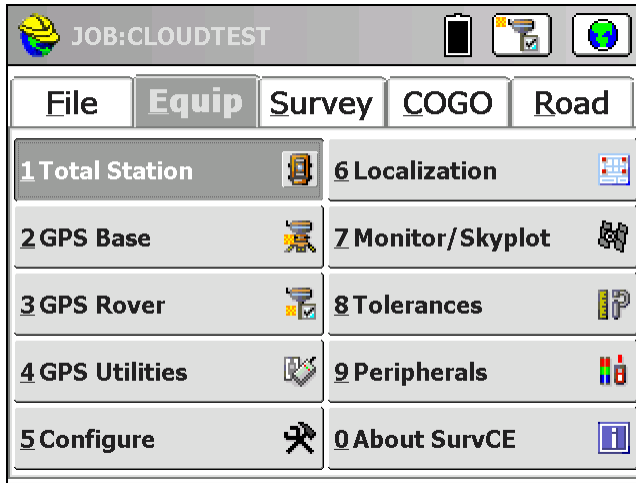 JOB:CLOUDTEST
File Equip Survey COGO Road
1 Total Station 6 Localization
2 GPS Base 7 Monitor/Skyplot
3 GPS Rover 8 Tolerances
4 GPS Utilities 9 Peripherals
5 Configure 0 About SurvCE